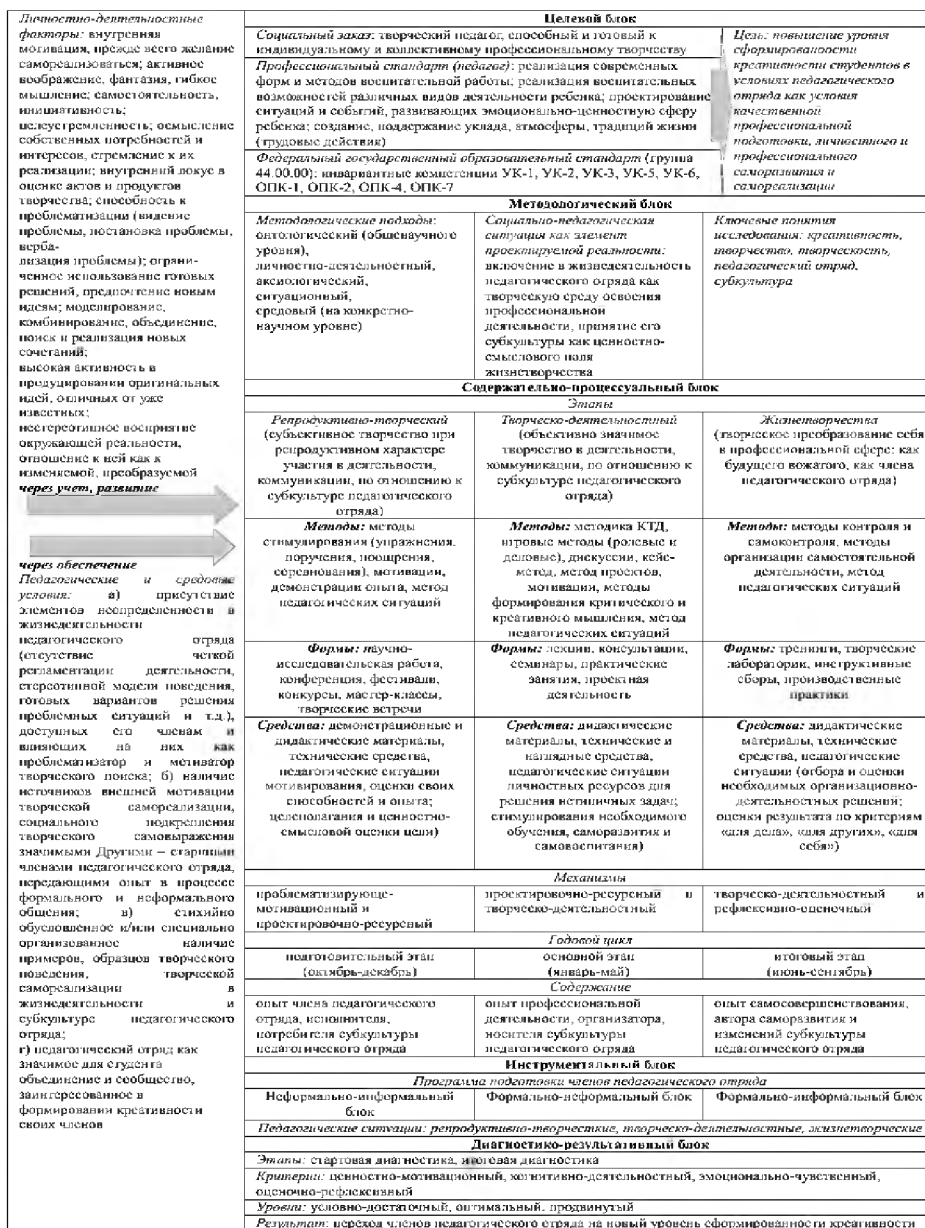 Личностно-деятельностные
факторы: внутренняя
мотивация, прежде всего желание
самореализоваться; активное
воображение, фантазия, гибкое
мышление; самостоятельность,
инициативность;
целеустремленность; осмысление
собственных потребностей и
интересов, стремление к их
реализации; внутренний локус в
оценке актов и продуктов
творчества; способность к
проблематизации (видение
проблемы, постановка проблемы,
верба-
лизация проблемы); ограни-
ченное использование готовых
решений, предпочтение новым
идеям; моделирование,
комбинирование, объединение,
поиск и реализация новых
сочетаний;
высокая активность в
продуцировании оригинальных
идей, отличных от уже
известных;
нестереотипное восприятие
окружающей реальности,
отношение к ней как к
изменяемой, преобразуемой
через учет, развитие
через обеспечение
Педагогические и средовые
условия: а) присутствие
элементов неопределенности в
жизнедеятельности
педагогического отряда
(отсутствие четкой
регламентации деятельности,
стереотипной модели поведения,
готовых вариантов решения
проблемных ситуаций и т.д.),
доступных его членам и
влияющих на них как
проблематизатор и мотиватор
творческого поиска; б) наличие
источников внешней мотивации
творческой самореализации,
социального подкрепления
творческого самовыражения
значимыми Другими – старшими
членами педагогического отряда,
передающими опыт в процессе
формального и неформального
общения; в) стихийно
обусловленное и/или специально
организованное наличие
примеров, образцов творческого
поведения, творческой
самореализации в
жизнедеятельности и
субкультуре педагогического
отряда;
г) педагогический отряд как
значимое для студента
объединение и сообщество,
заинтересованное в
формировании креативности
своих членов
Целевой блок
Социальный заказ: творческий педагог, способный и готовый к
индивидуальному и коллективному профессиональному творчеству
Профессиональный стандарт (педагог): реализация современных
форм и методов воспитательной работы; реализация воспитательных
возможностей различных видов деятельности ребенка; проектирование
ситуаций и событий, развивающих эмоционально-ценностную сферу
ребенка; создание, поддержание уклада, атмосферы, традиций жизни
(трудовые действия)
Федеральный государственный образовательный стандарт (группа
44.00.00): инвариантные компетенции УК-1, УК-2, УК-3, УК-5, УК-6,
ОПК-1, ОПК-2, ОПК-4, ОПК-7
Цель: повышение уровня
сформированности
креативности студентов в
условиях педагогического
отряда как условия
качественной
профессиональной
подготовки, личностного и
профессионального
саморазвития и
самореализации
Методологический блок
Методологические подходы:
онтологический (общенаучного
уровня),
личностно-деятельностный,
аксиологический,
ситуационный,
средовый (на конкретно-
научном уровне)
Социально-педагогическая
ситуация как элемент
проектируемой реальности:
включение в жизнедеятельность
педагогического отряда как
творческую среду освоения
профессиональной
деятельности, принятие его
субкультуры как ценностно-
смыслового поля
жизнетворчества
Ключевые понятия
исследования: креативность,
творчество, творческость,
педагогический отряд,
субкультура
Содержательно-процессуальный блок
Этапы
Репродуктивно-творческий
(субъективное творчество при
репродуктивном характере
участия в деятельности,
коммуникации, по отношению к
субкультуре педагогического
отряда)
Творческо-деятельностный
(объективно значимое
творчество в деятельности,
коммуникации, по отношению к
субкультуре педагогического
отряда)
Жизнетворчества
(творческое преобразование себя
в профессиональной сфере: как
будущего вожатого, как члена
педагогического отряда)
Методы: методы
стимулирования (упражнения,
поручения, поощрения,
соревнования), мотивации,
демонстрации опыта, метод
педагогических ситуаций
Методы: методика КТД,
игровые методы (ролевые и
деловые), дискуссии, кейс-
метод, метод проектов,
мотивации, методы
формирования критического и
креативного мышления, метод
педагогических ситуаций
Методы: методы контроля и
самоконтроля, методы
организации самостоятельной
деятельности, метод
педагогических ситуаций
Формы: научно-
исследовательская работа,
конференция, фестивали,
конкурсы, мастер-классы,
творческие встречи
Формы: лекции, консультации,
семинары, практические
занятия, проектная
деятельность
Формы: тренинги, творческие
лаборатории, инструктивные
сборы, производственные
практики
Средства: демонстрационные и
дидактические материалы,
технические средства,
педагогические ситуации
мотивирования, оценки своих
способностей и опыта;
целеполагания и ценностно-
смысловой оценки цели)
Средства: дидактические
материалы, технические и
наглядные средства,
педагогические ситуации
личностных ресурсов для
решения нетипичных задач;
стимулирования необходимого
обучения, саморазвития и
самовоспитания)
Средства: дидактические
материалы, технические
средства, педагогические
ситуации (отбора и оценки
необходимых организационно-
деятельностных решений;
оценки результата по критериям
«для дела», «для других», «для
себя»)
Механизмы
проблематизирующе-
мотивационный и
проектировочно-ресурсный
проектировочно-ресурсный и
творческо-деятельностный
творческо-деятельностный и
рефлексивно-оценочный
Годовой цикл
подготовительный этап
(октябрь-декабрь)
основной этап
(январь-май)
итоговый этап
(июнь-сентябрь)
Содержание
опыт члена педагогического
отряда, исполнителя,
потребителя субкультуры
педагогического отряда
опыт профессиональной
деятельности, организатора,
носителя субкультуры
педагогического отряда
опыт самосовершенствования,
автора саморазвития и
изменений субкультуры
педагогического отряда
Инструментальный блок
Программа подготовки членов педагогического отряда
Неформально-информальный
блок
Формально-неформальный блок
Формально-информальный блок
Педагогические ситуации: репродуктивно-творчесткие, творческо-деятельностные, жизнетворческие
Диагностико-результативный блок
Этапы: стартовая диагностика, итоговая диагностика
Критерии: ценностно-мотивационный, когнитивно-деятельностный, эмоционально-чувственный,
оценочно-рефлексивный
Уровни: условно-достаточный, оптимальный, продвинутый
Результат: переход членов педагогического отряда на новый уровень сформированности креативности